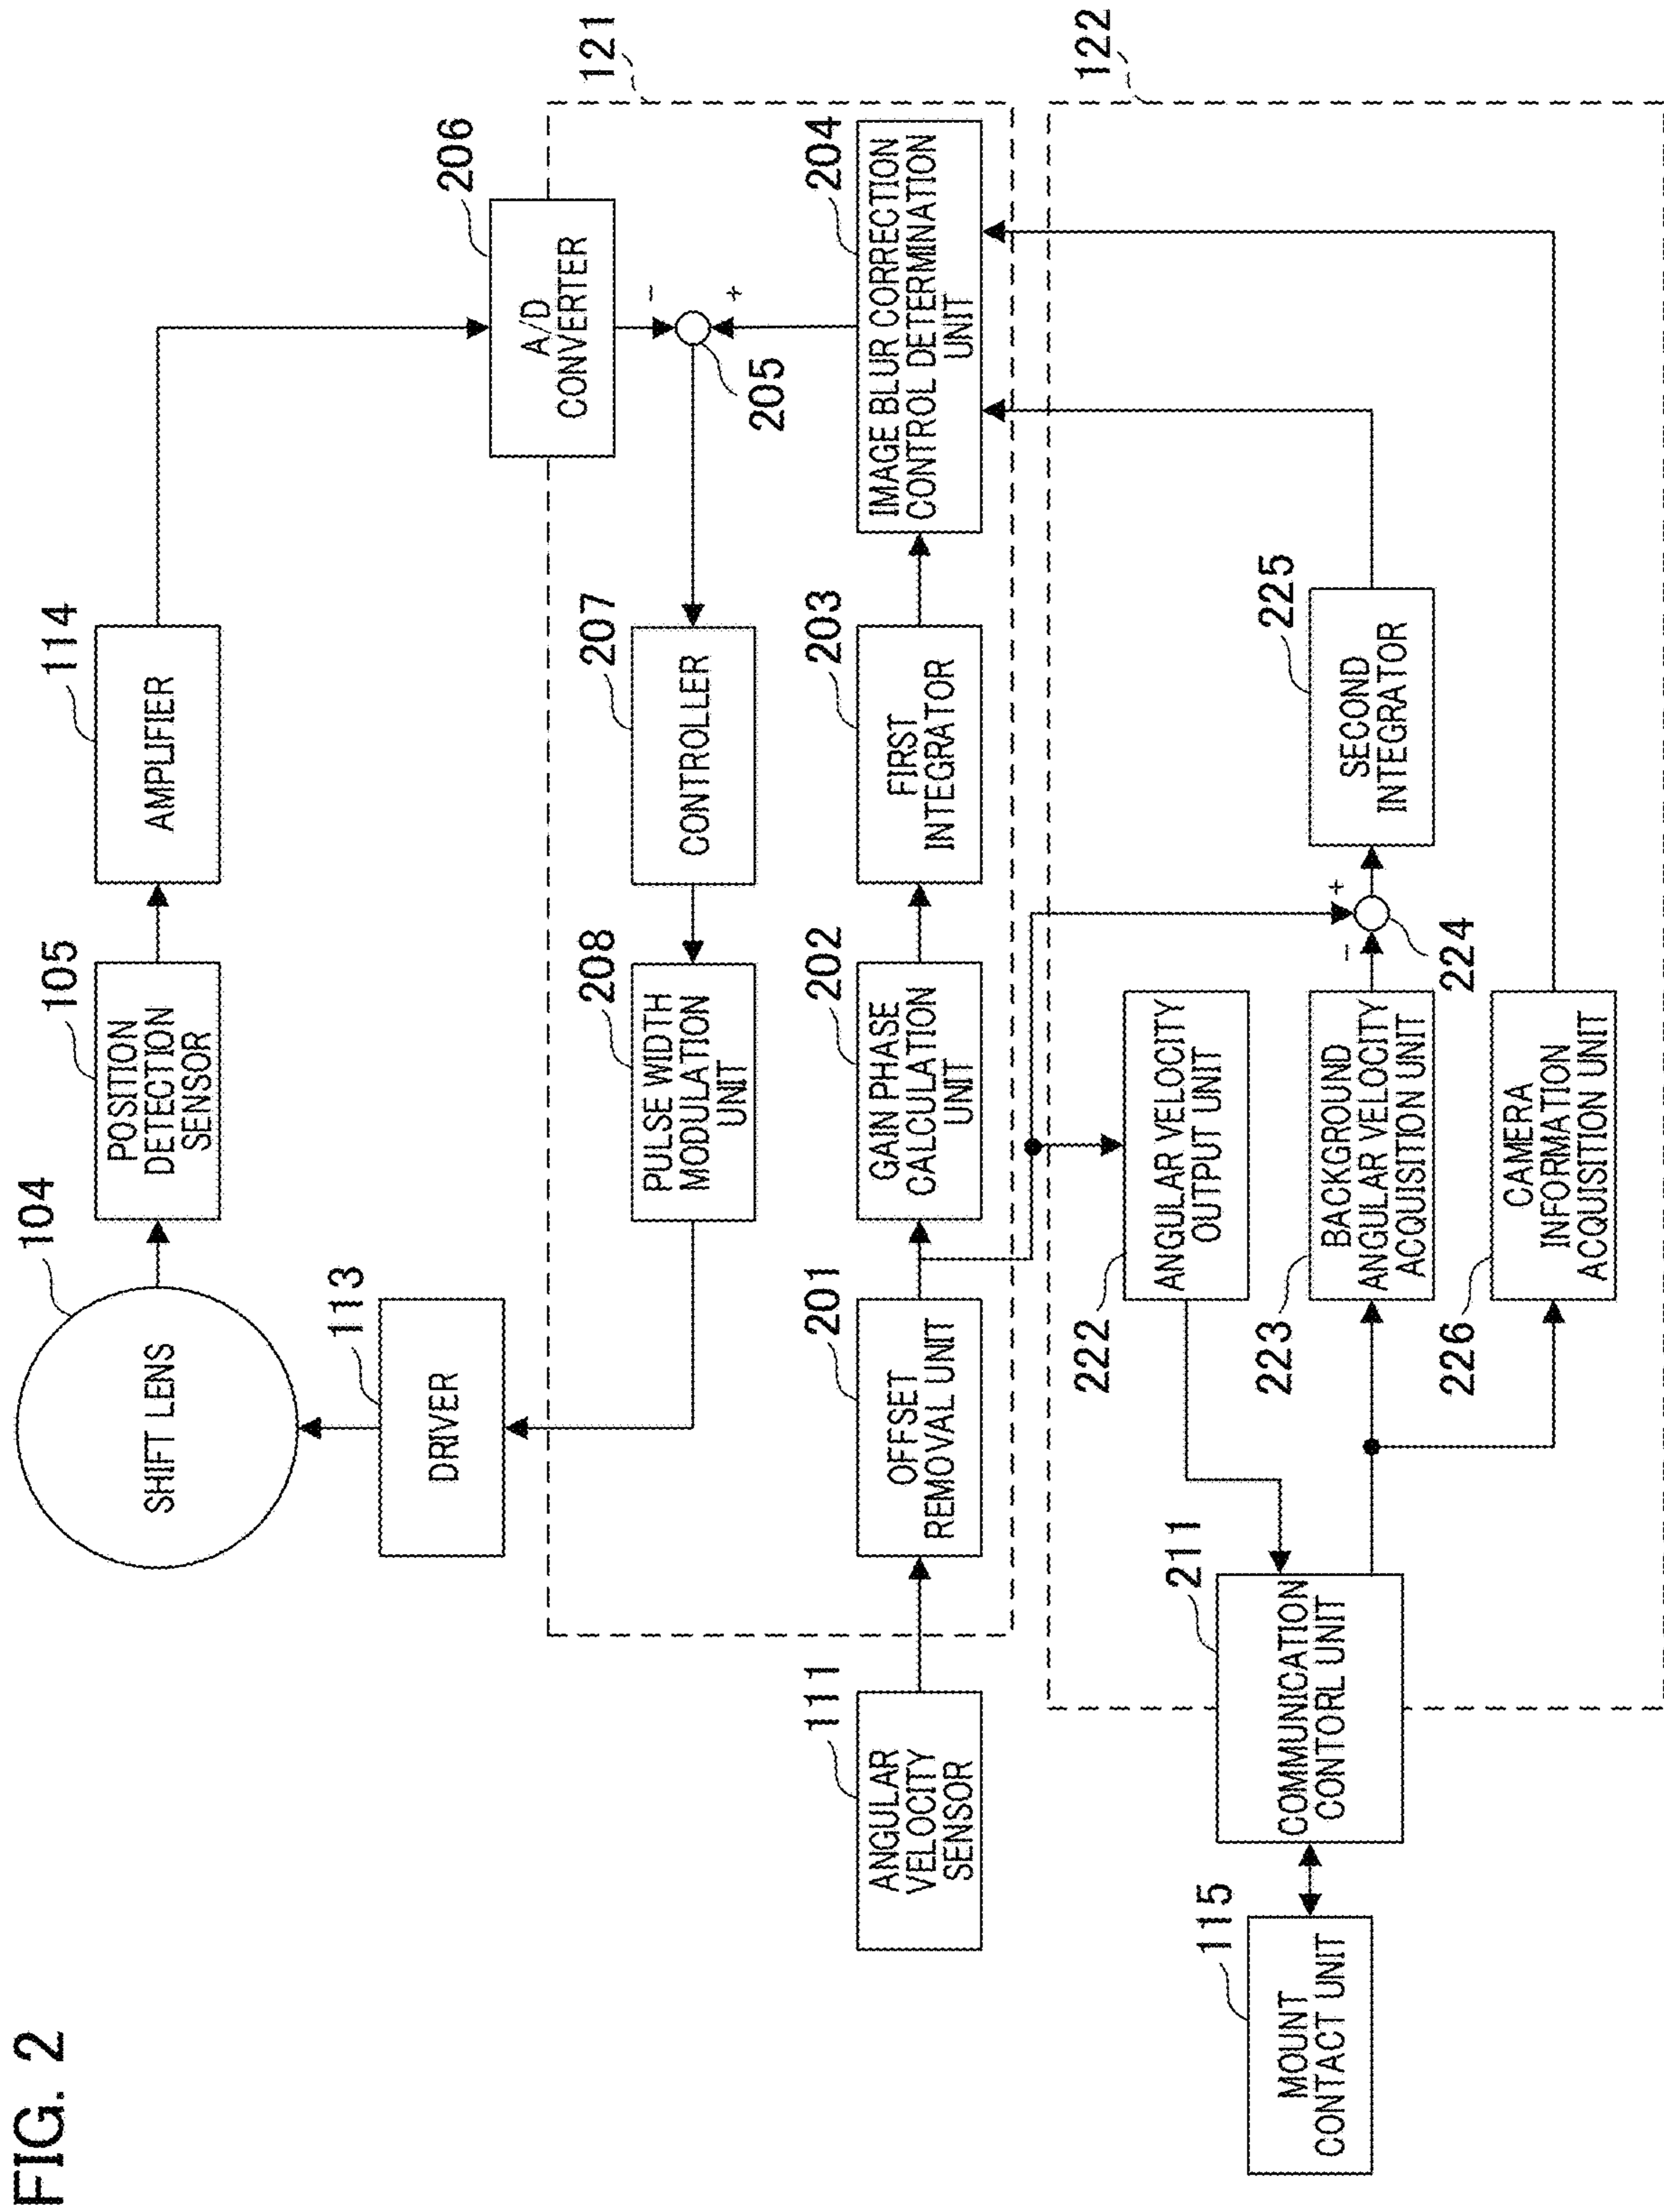 FIG. 2
104
SHIFT LENS
105
POSITION
DETECTION
SENSOR
114
AMPLIFIER
113
DRIVER
206
A/D
CONVERTER
121
208
PULSE WIDTH
MODULATION
UNIT
207
CONTROLLER
-
+
205
111
ANGULAR
VELOCITY
SENSOR
201
OFFSET
REMOVAL UNIT
202
GAIN PHASE
CALCULATION
UNIT
203
FIRST
INTEGRATOR
204
IMAGE BLUR CORRECTION
CONTROL DETERMINATION
UNIT
122
115
MOUNT
CONTACT UNIT
211
COMMUNICATION
CONTORL UNIT
222
ANGULAR VELOCITY
OUTPUT UNIT
223
BACKGROUND
ANGULAR VELOCITY
ACQUISITION UNIT
-
+
224
225
SECOND
INTEGRATOR
226
CAMERA
INFORMATION
ACQUISITION UNIT